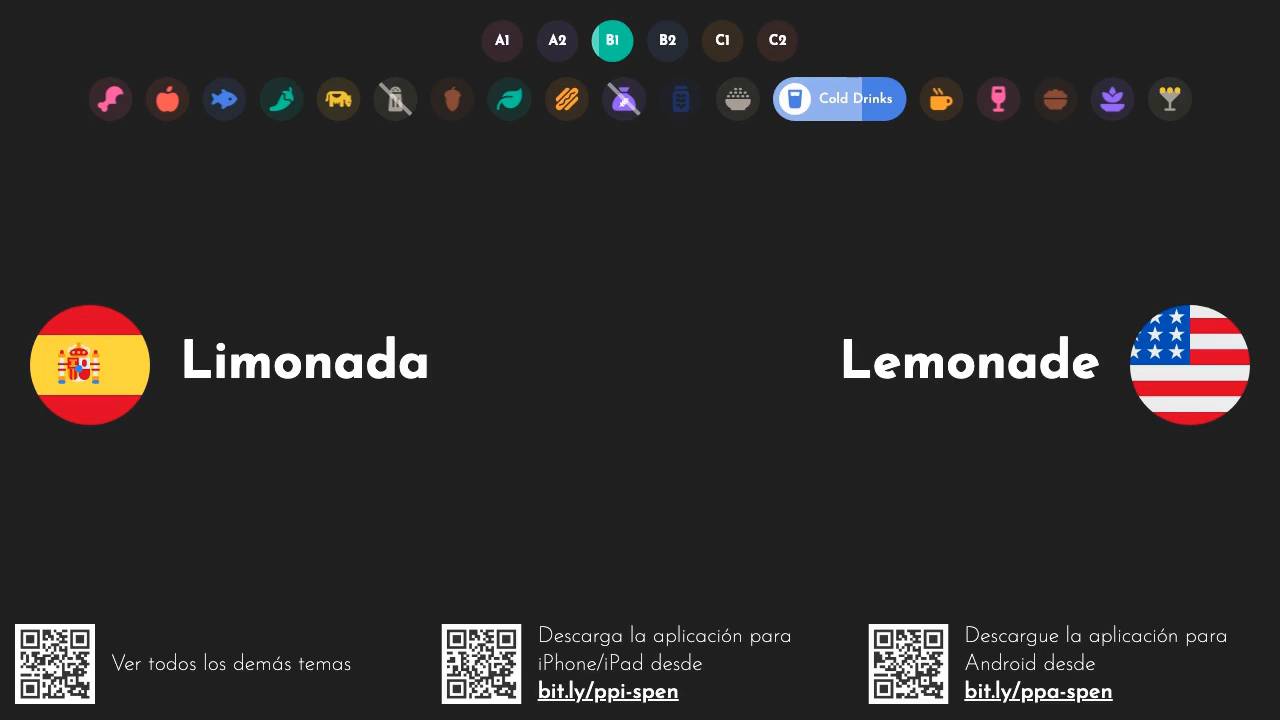 A1 A2 B1 B2 C1 C2
Cold Drinks
Limonada
Lemonade
Ver todos los demás temas
Descarga la aplicación para
iPhone/iPad desde
bit.ly/ppi-spen
Descargue la aplicación para
Android desde
bit.ly/ppa-spen